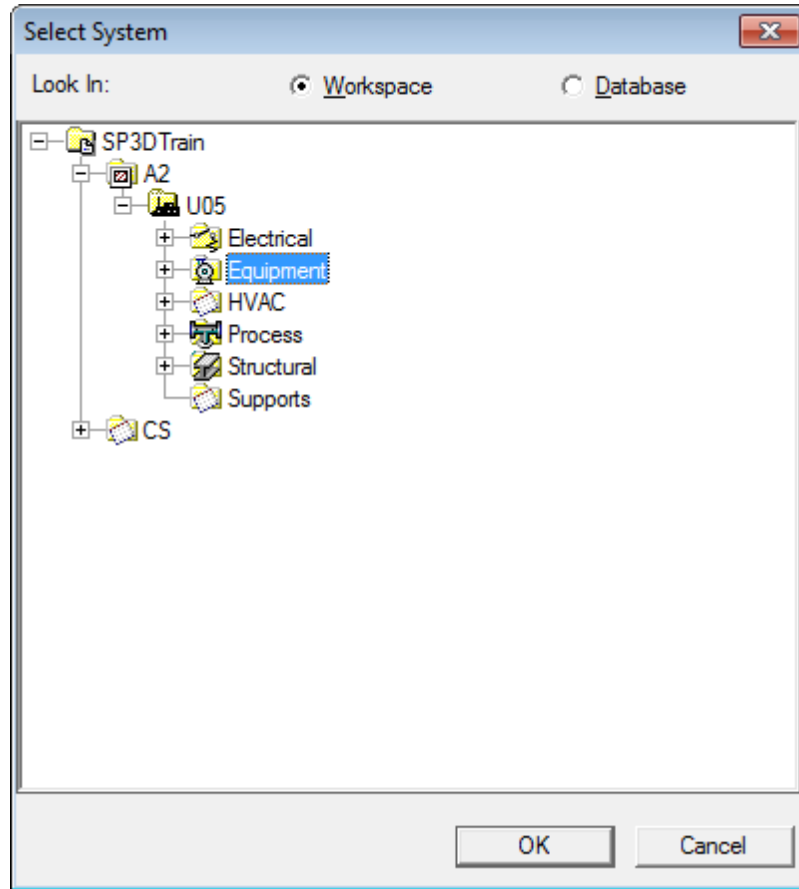 Select System
Look In: Workspace Database
SP3DTrain
A2
U05
Electrical
Equipment
HVAC
Process
Structural
Supports
CS
OK Cancel